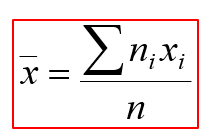 x̄ = ∑ nᵢxᵢ / n